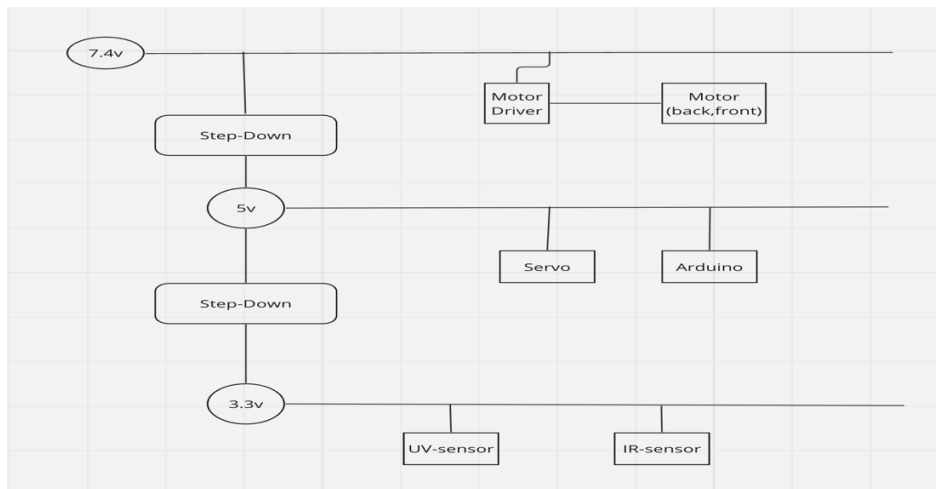 7.4v
Motor
Driver
Motor
(back,front)
Step-Down
5v
Servo
Arduino
Step-Down
3.3v
UV-sensor
IR-sensor